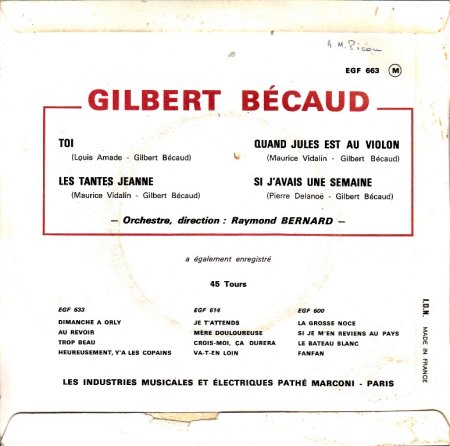 A M. Picou
EGF 663 M
GILBERT BÉCAUD
TOI
(Louis Amade - Gilbert Bécaud)
QUAND JULES EST AU VIOLON
(Maurice Vidalin - Gilbert Bécaud)
LES TANTES JEANNE
(Maurice Vidalin - Gilbert Bécaud)
SI J'AVAIS UNE SEMAINE
(Pierre Delanoë - Gilbert Bécaud)
— Orchestre, direction : Raymond BERNARD —
a également enregistré
45 Tours
EGF 633
DIMANCHE A ORLY
AU REVOIR
TROP BEAU
HEUREUSEMENT, Y'A LES COPAINS
EGF 614
JE T'ATTENDS
MÈRE DOULOUREUSE
CROIS-MOI, ÇA DURERA
VA-T-EN LOIN
EGF 600
LA GROSSE NOCE
SI JE M'EN REVIENS AU PAYS
LE BATEAU BLANC
FANFAN
I.D.N. MADE IN FRANCE
LES INDUSTRIES MUSICALES ET ÉLECTRIQUES PATHÉ MARCONI - PARIS